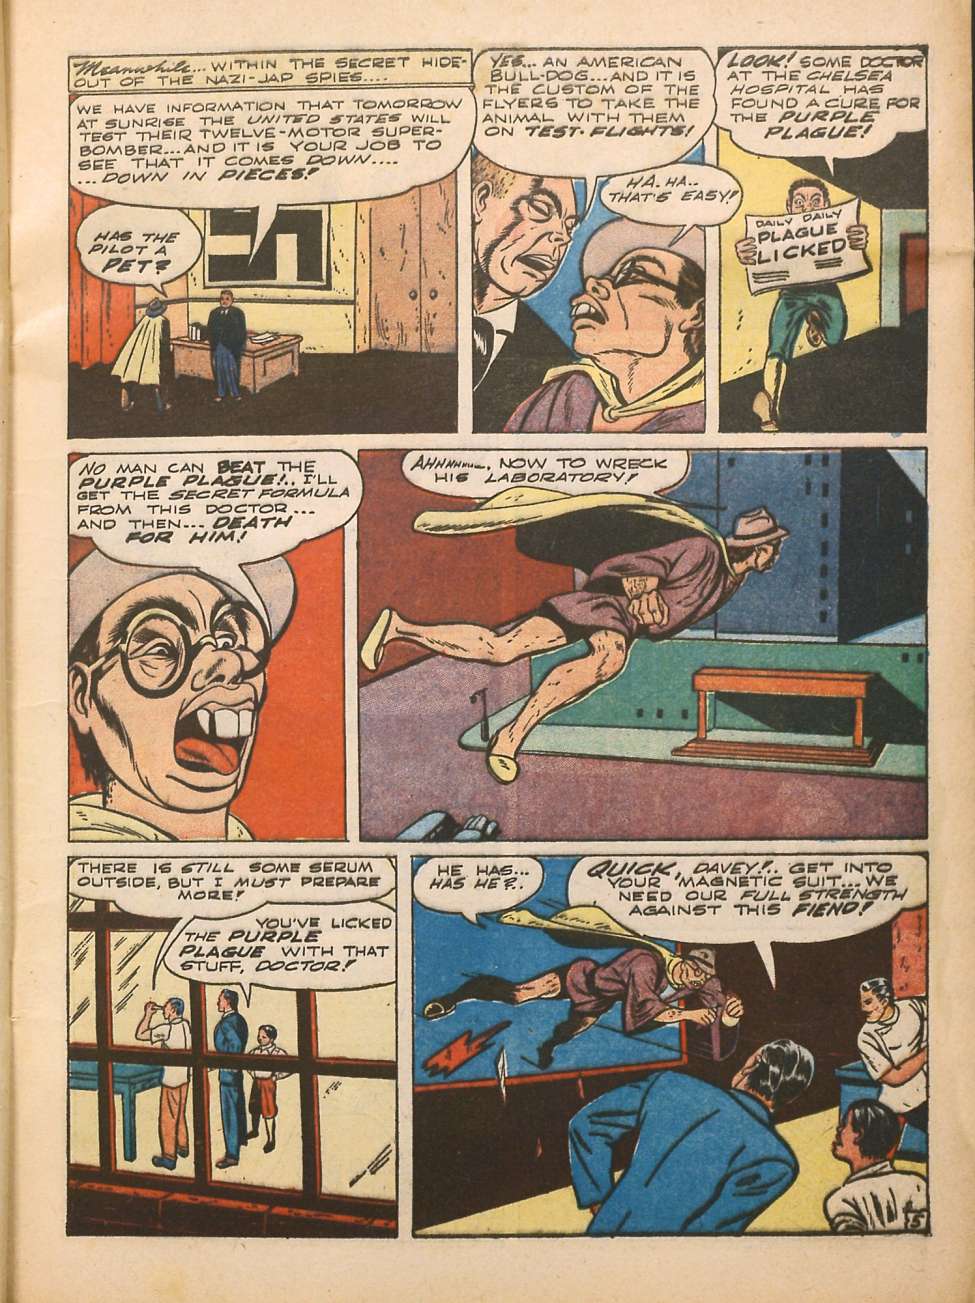 Meanwhile... WITHIN THE SECRET HIDE-
OUT OF THE NAZI-JAP SPIES....
WE HAVE INFORMATION THAT TOMORROW
AT SUNRISE THE UNITED STATES WILL
TEST THEIR TWELVE-MOTOR SUPER-
BOMBER...AND IT IS YOUR JOB TO
SEE THAT IT COMES DOWN....
....DOWN IN PIECES!
HAS THE
PILOT A
PET?
YES... AN AMERICAN
BULL-DOG...AND IT IS
THE CUSTOM OF THE
FLYERS TO TAKE THE
ANIMAL WITH THEM
ON TEST-FLIGHTS!
HA. HA..
THAT'S EASY!
LOOK! SOME DOCTOR
AT THE CHELSEA
HOSPITAL HAS
FOUND A CURE FOR
THE PURPLE
PLAGUE!
DAILY DAILY
PLAGUE
LICKED
NO MAN CAN BEAT THE
PURPLE PLAGUE!.. I'LL
GET THE SECRET FORMULA
FROM THIS DOCTOR...
AND THEN... DEATH
FOR HIM!
AHHHHHH.. NOW TO WRECK
HIS LABORATORY!
THERE IS STILL SOME SERUM
OUTSIDE, BUT I MUST PREPARE
MORE!
YOU'VE LICKED
THE PURPLE
PLAGUE WITH THAT
STUFF, DOCTOR!
HE HAS...
HAS HE?..
QUICK, DAVEY!.. GET INTO
YOUR MAGNETIC SUIT...WE
NEED OUR FULL STRENGTH
AGAINST THIS FIEND!
5